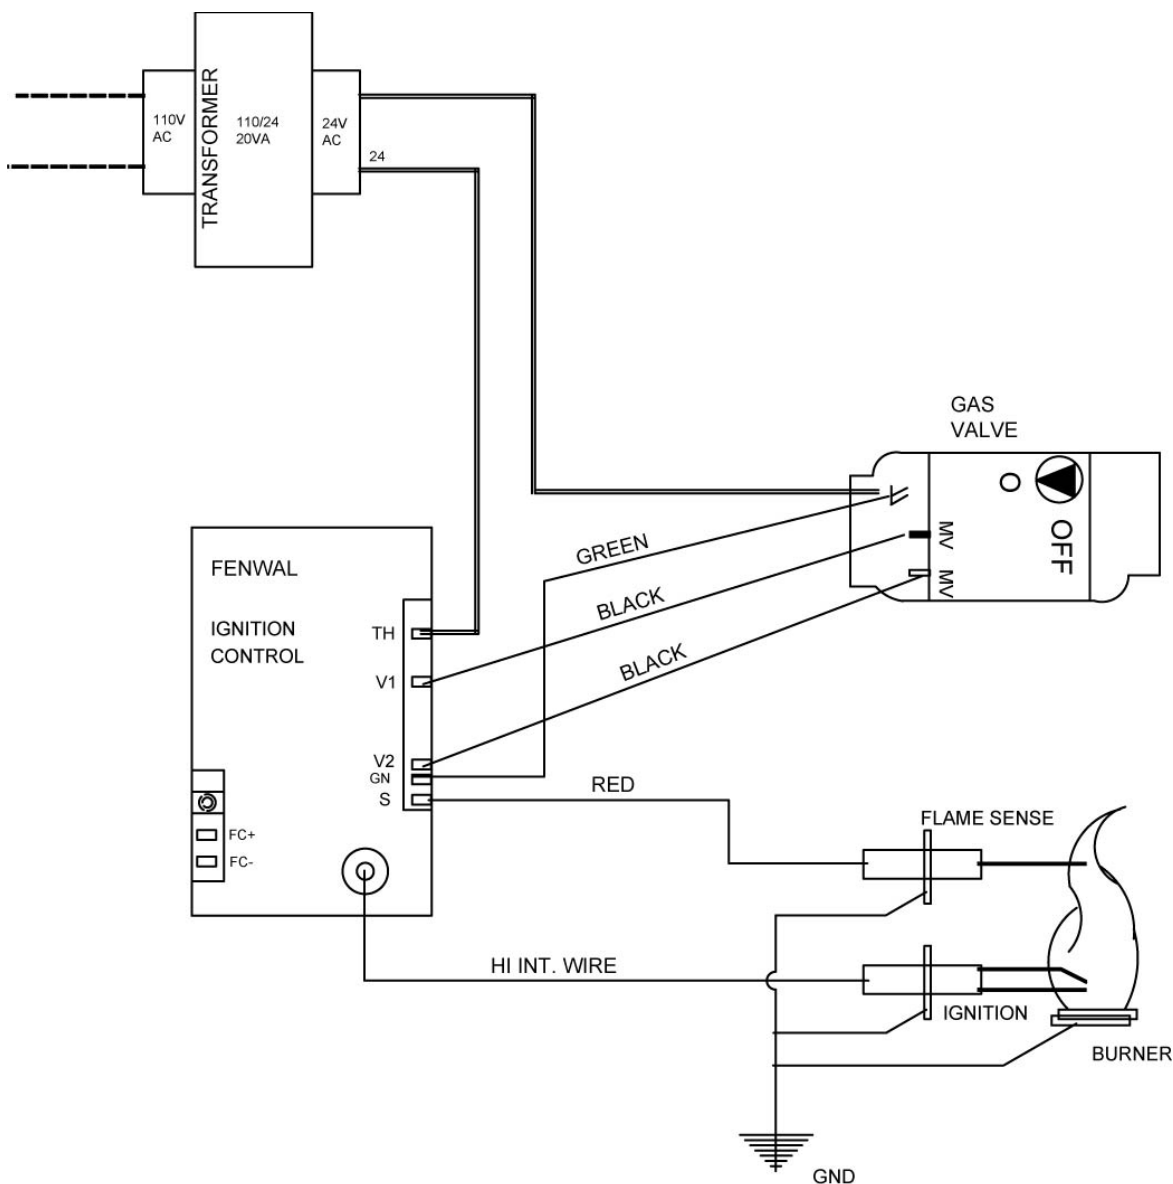 TRANSFORMER
110V
AC
110/24
20VA
24V
AC
24
GAS
VALVE
O
OFF
MV
MV
GREEN
BLACK
BLACK
FENWAL
IGNITION
CONTROL
TH
V1
V2
GN
S
FC+
FC-
RED
FLAME SENSE
HI INT. WIRE
IGNITION
BURNER
GND